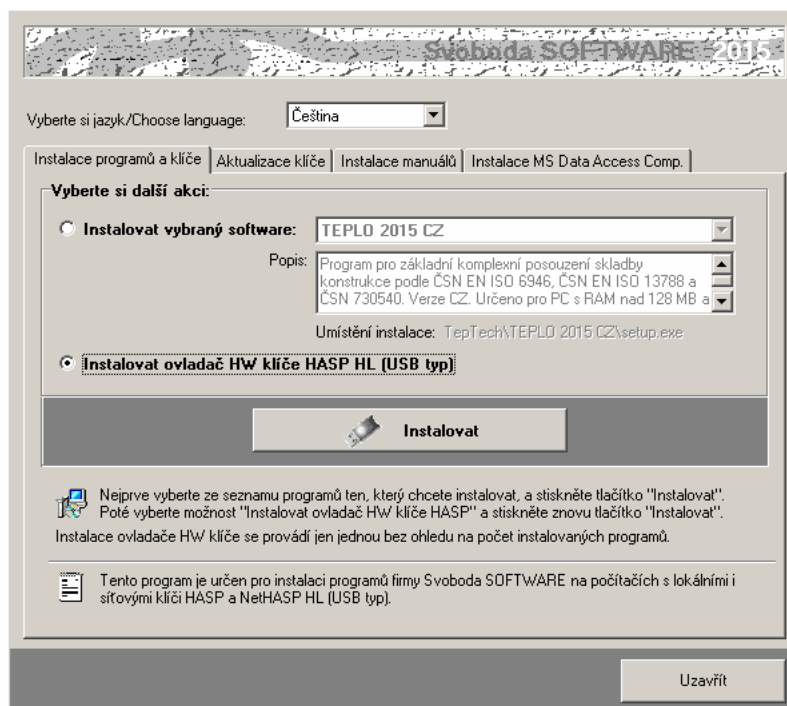 Svoboda SOFTWARE 2015
Vyberte si jazyk/Choose language: Čeština
Instalace programů a klíče Aktualizace klíče Instalace manuálů Instalace MS Data Access Comp.
Vyberte si další akci:
Instalovat vybraný software: TEPLO 2015 CZ
Popis: Program pro základní komplexní posouzení skladby
konstrukce podle ČSN EN ISO 6946, ČSN EN ISO 13788 a
ČSN 730540. Verze CZ. Určeno pro PC s RAM nad 128 MB a
Umístění instalace: TepTech\TEPLO 2015 CZ\setup.exe
Instalovat ovladač HW klíče HASP HL (USB typ)
Instalovat
Nejprve vyberte ze seznamu programů ten, který chcete instalovat, a stiskněte tlačítko "Instalovat".
Poté vyberte možnost "Instalovat ovladač HW klíče HASP" a stiskněte znovu tlačítko "Instalovat".
Instalace ovladače HW klíče se provádí jen jednou bez ohledu na počet instalovaných programů.
Tento program je určen pro instalaci programů firmy Svoboda SOFTWARE na počítačích s lokálními i
síťovými klíči HASP a NetHASP HL (USB typ).
Uzavřít